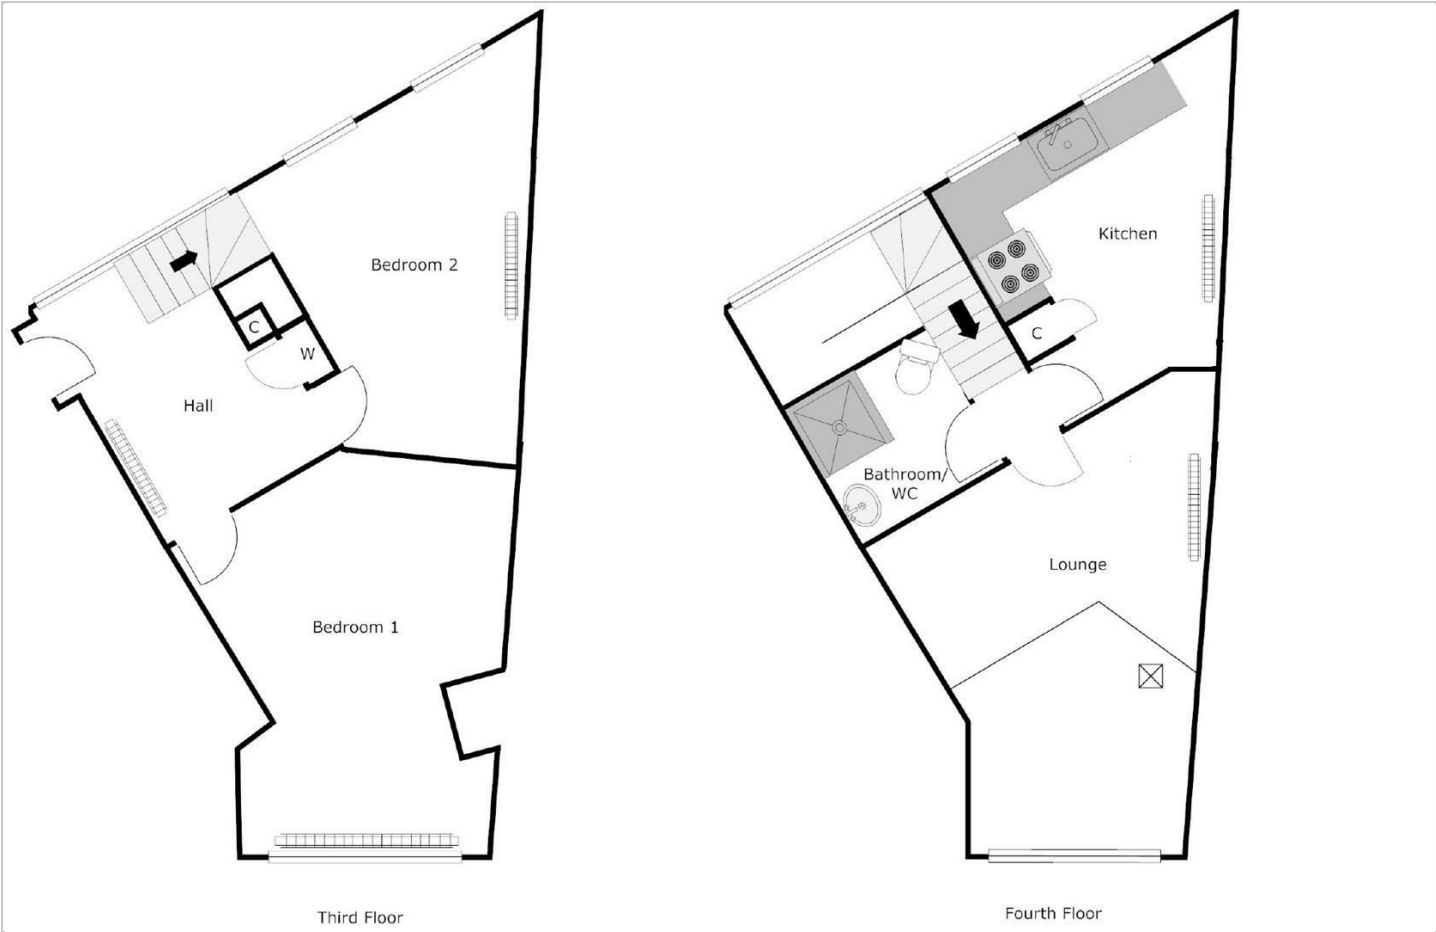 Bedroom 2
C
W
Hall
Bedroom 1
Third Floor
Kitchen
C
Bathroom/
WC
Lounge
Fourth Floor